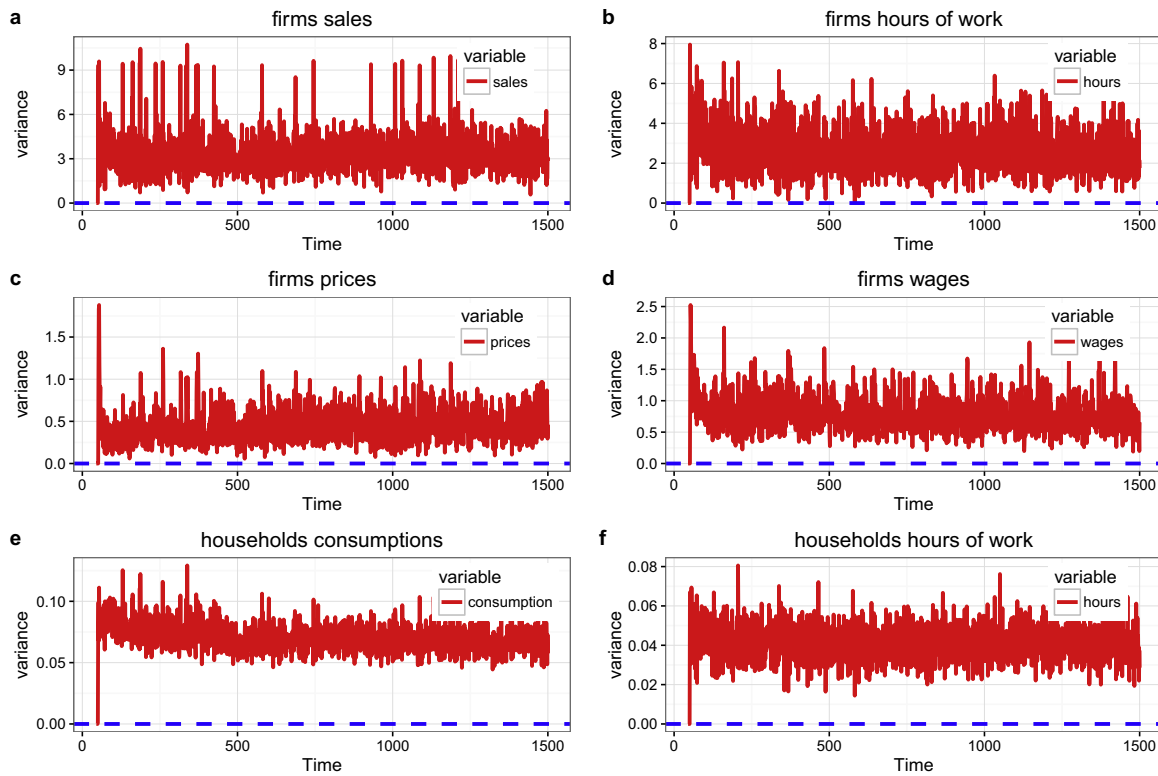 a firms sales
variance
9
6
3
0
variable
sales
0 500 1000 1500
Time
b firms hours of work
variance
8
6
4
2
0
variable
hours
0 500 1000 1500
Time
c firms prices
variance
1.5
1.0
0.5
0.0
variable
prices
0 500 1000 1500
Time
d firms wages
variance
2.5
2.0
1.5
1.0
0.5
0.0
variable
wages
0 500 1000 1500
Time
e households consumptions
variance
0.10
0.05
0.00
variable
consumption
0 500 1000 1500
Time
f households hours of work
variance
0.08
0.06
0.04
0.02
0.00
variable
hours
0 500 1000 1500
Time